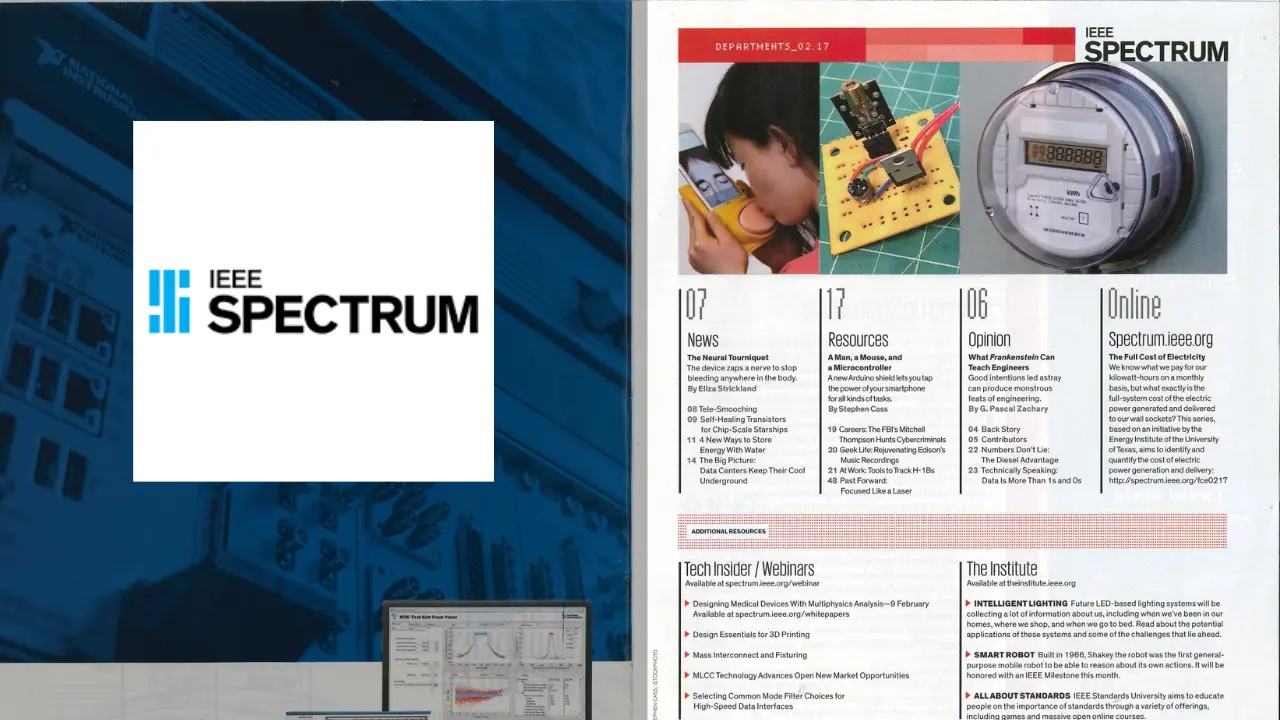 NATIONAL
INSTRUMENTS
IEEE
SPECTRUM
DEPARTMENTS_02.17
IEEE
SPECTRUM
kWh
07
News
The Neural Tourniquet
The device zaps a nerve to stop
bleeding anywhere in the body.
By Eliza Strickland
08 Tele-Smooching
09 Self-Healing Transistors
for Chip-Scale Starships
11 4 New Ways to Store
Energy With Water
14 The Big Picture:
Data Centers Keep Their Cool
Underground
17
Resources
A Man, a Mouse, and
a Microcontroller
A new Arduino shield lets you tap
the power of your smartphone
for all kinds of tasks.
By Stephen Cass
19 Careers: The FBI's Mitchell
Thompson Hunts Cybercriminals
20 Geek Life: Rejuvenating Edison's
Music Recordings
21 At Work: Tools to Track H-1Bs
48 Past Forward:
Focused Like a Laser
06
Opinion
What Frankenstein Can
Teach Engineers
Good intentions led astray
can produce monstrous
feats of engineering.
By G. Pascal Zachary
04 Back Story
05 Contributors
22 Numbers Don't Lie:
The Diesel Advantage
23 Technically Speaking:
Data Is More Than 1s and 0s
Online
Spectrum.ieee.org
The Full Cost of Electricity
We know what we pay for our
kilowatt-hours on a monthly
basis, but what exactly is the
full-system cost of the electric
power generated and delivered
to our wall sockets? This series,
based on an initiative by the
Energy Institute of the University
of Texas, aims to identify and
quantify the cost of electric
power generation and delivery:
http://spectrum.ieee.org/fce0217
ADDITIONAL RESOURCES
Tech Insider / Webinars
Available at spectrum.ieee.org/webinar
Designing Medical Devices With Multiphysics Analysis—9 February
Available at spectrum.ieee.org/whitepapers
Design Essentials for 3D Printing
Mass Interconnect and Fixturing
MLCC Technology Advances Open New Market Opportunities
Selecting Common Mode Filter Choices for
High-Speed Data Interfaces
The Institute
Available at theinstitute.ieee.org
INTELLIGENT LIGHTING Future LED-based lighting systems will be
collecting a lot of information about us, including when we've been in our
homes, where we shop, and when we go to bed. Read about the potential
applications of these systems and some of the challenges that lie ahead.
SMART ROBOT Built in 1966, Shakey the robot was the first general-
purpose mobile robot to be able to reason about its own actions. It will be
honored with an IEEE Milestone this month.
ALL ABOUT STANDARDS IEEE Standards University aims to educate
people on the importance of standards through a variety of offerings,
including games and massive open online courses.